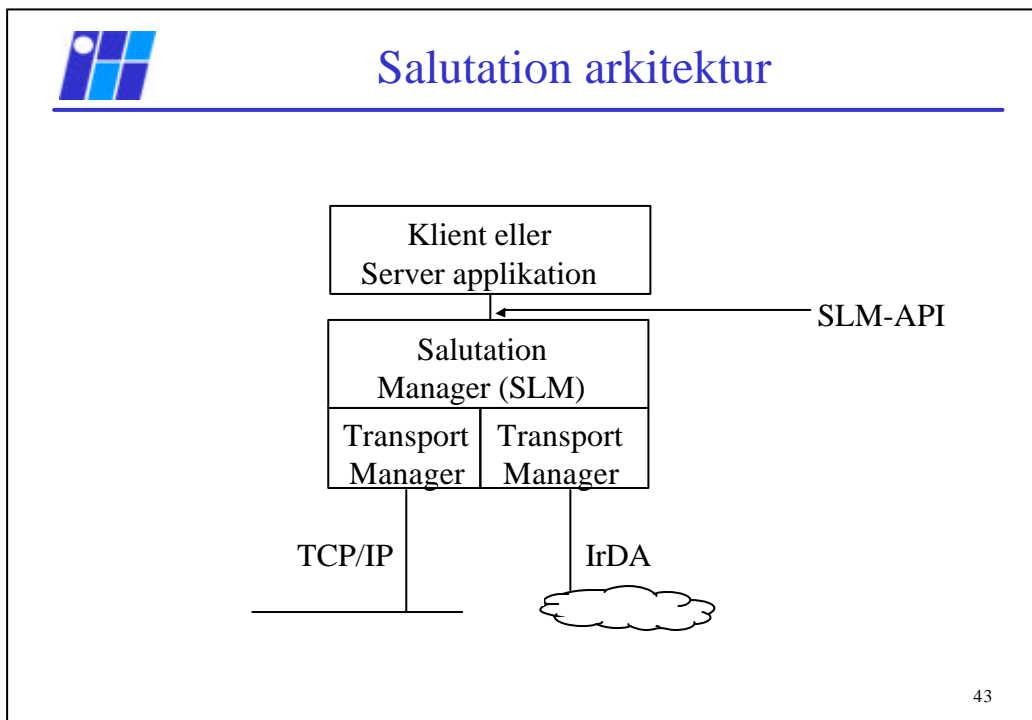 Salutation arkitektur
Klient eller
Server applikation
SLM-API
Salutation
Manager (SLM)
Transport
Manager
Transport
Manager
TCP/IP
IrDA
43